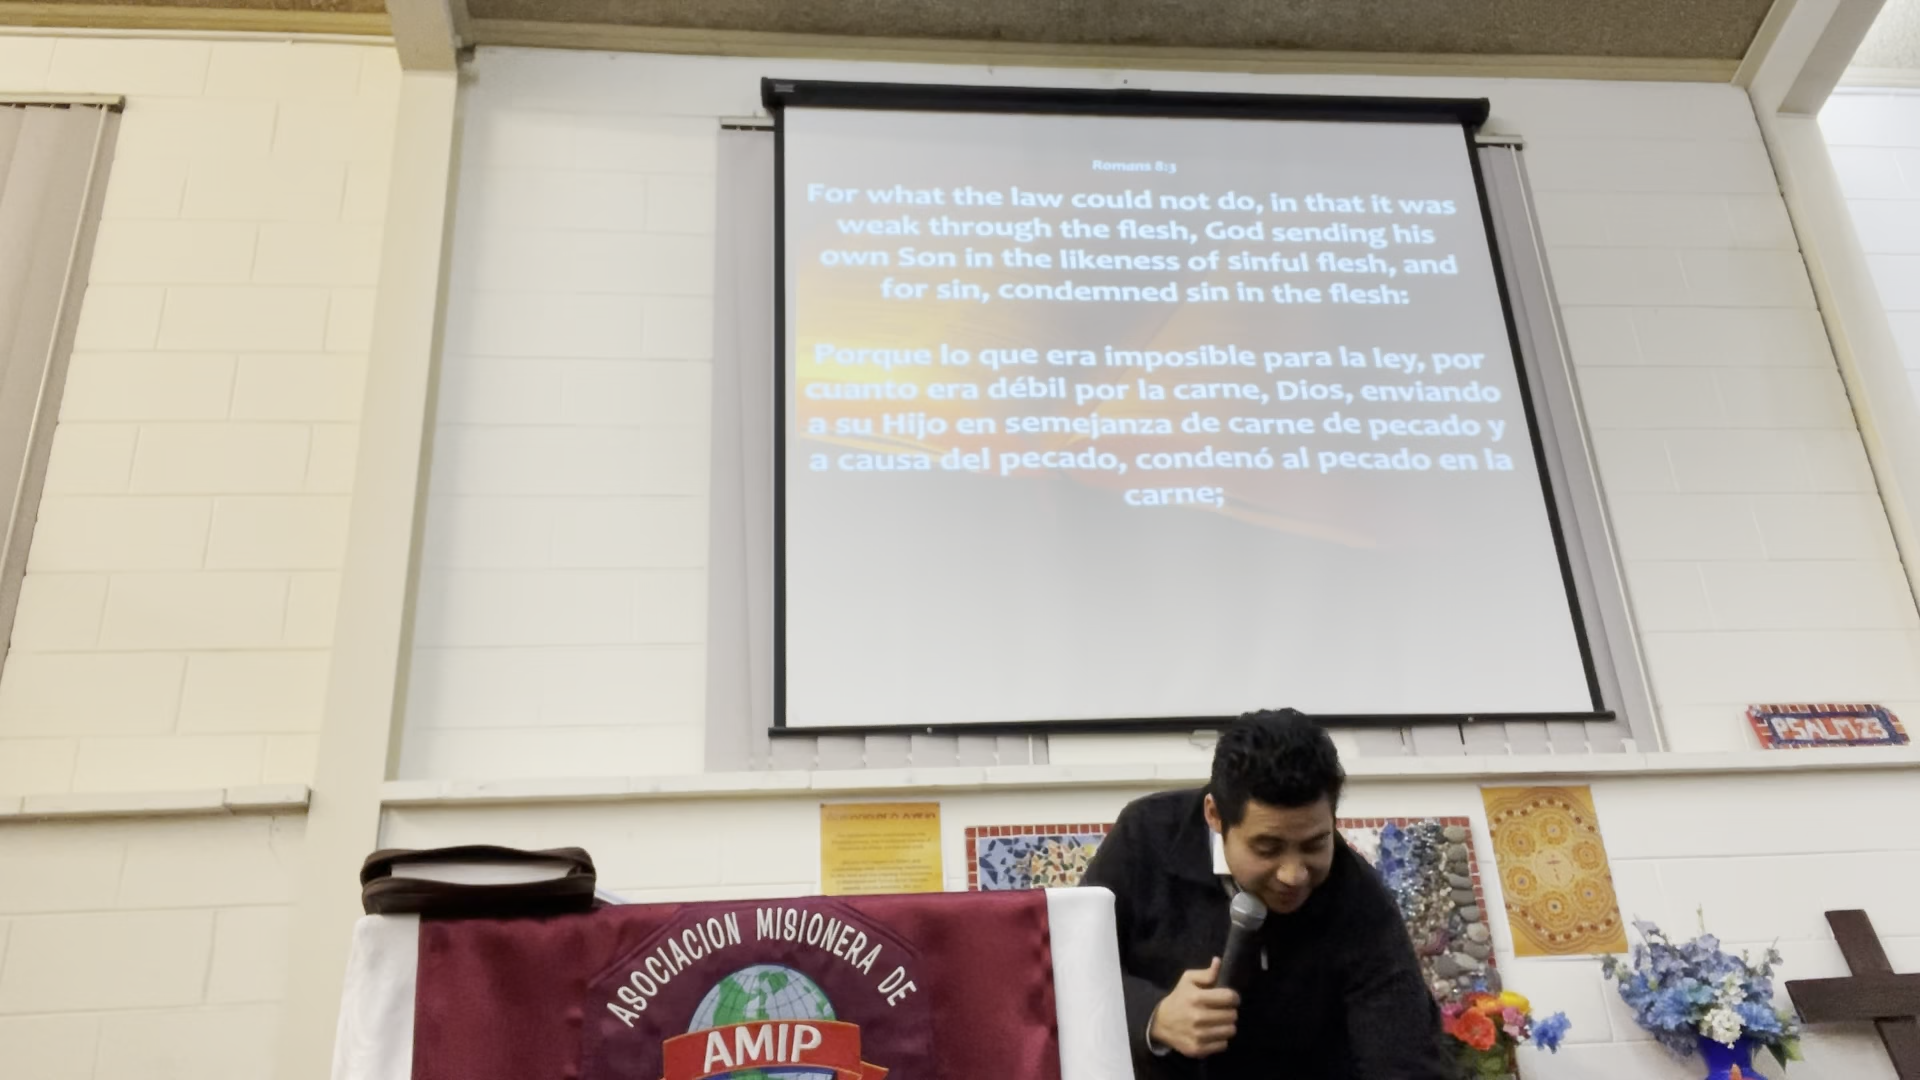 Romans 8:3
For what the law could not do, in that it was
weak through the flesh, God sending his
own Son in the likeness of sinful flesh, and
for sin, condemned sin in the flesh:
Porque lo que era imposible para la ley, por
cuanto era débil por la carne, Dios, enviando
a su Hijo en semejanza de carne de pecado y
a causa del pecado, condenó al pecado en la
carne;
PSALM 23
ASOCIACION MISIONERA DE
AMIP